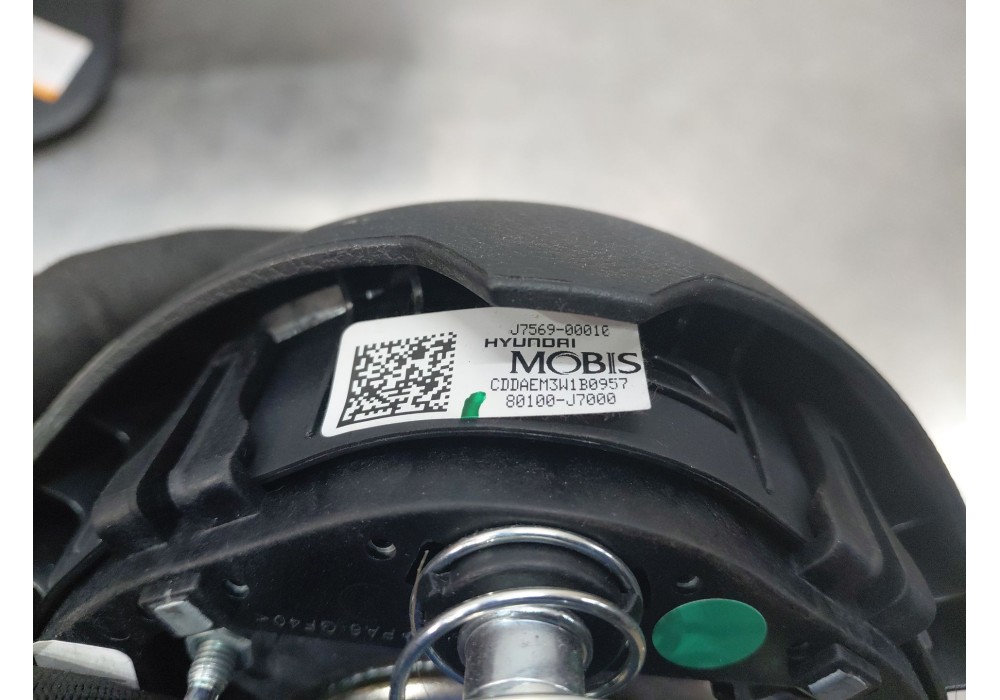 J7569-00010
HYUNDAI
MOBIS
CDDAEM3W1B0957
80100-J7000